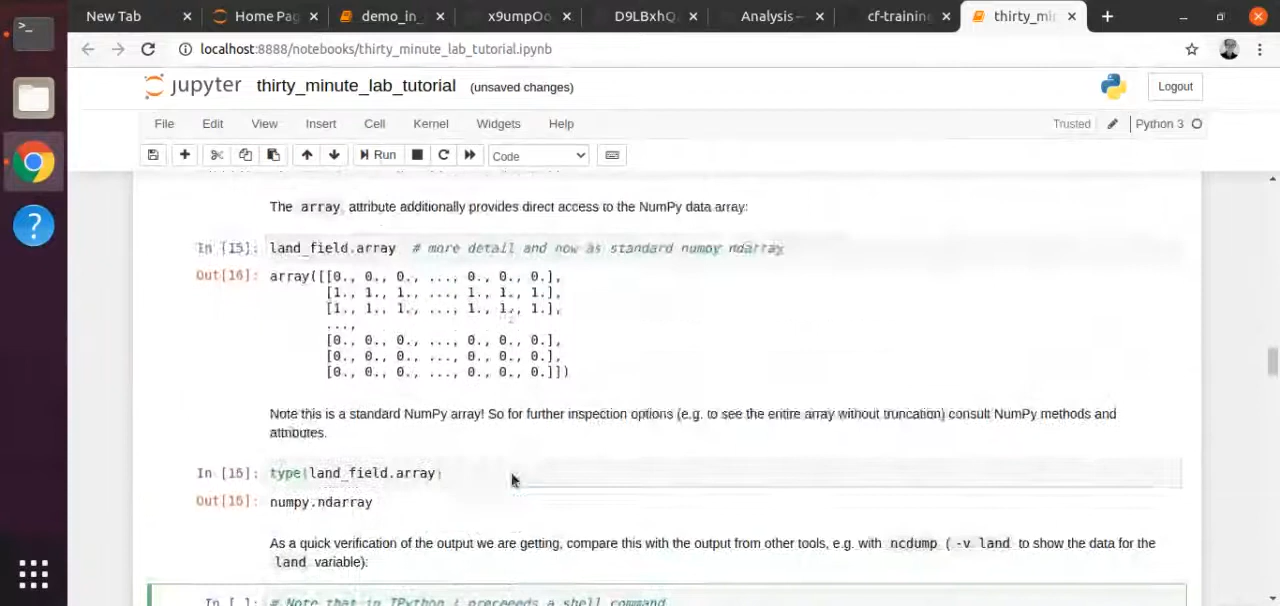 New Tab × Home Pag × demo_in_ × x9umpOo × D9LBxhQ × Analysis – × cf-training × thirty_mi × +
localhost:8888/notebooks/thirty_minute_lab_tutorial.ipynb
jupyter thirty_minute_lab_tutorial (unsaved changes) Logout
File Edit View Insert Cell Kernel Widgets Help Trusted Python 3
Run Code
The array attribute additionally provides direct access to the NumPy data array:
In [15]: land_field.array # more detail and now as standard numpy ndarray
Out[16]: array([[0., 0., 0., ..., 0., 0., 0.],
[1., 1., 1., ..., 1., 1., 1.],
[1., 1., 1., ..., 1., 1., 1.],
...,
[0., 0., 0., ..., 0., 0., 0.],
[0., 0., 0., ..., 0., 0., 0.],
[0., 0., 0., ..., 0., 0., 0.]])
Note this is a standard NumPy array! So for further inspection options (e.g. to see the entire array without truncation) consult NumPy methods and
attributes.
In [16]: type(land_field.array)
Out[16]: numpy.ndarray
As a quick verification of the output we are getting, compare this with the output from other tools, e.g. with ncdump ( -v land to show the data for the
land variable):
In [ ]: # Note that in IPython ! preceeds a shell command